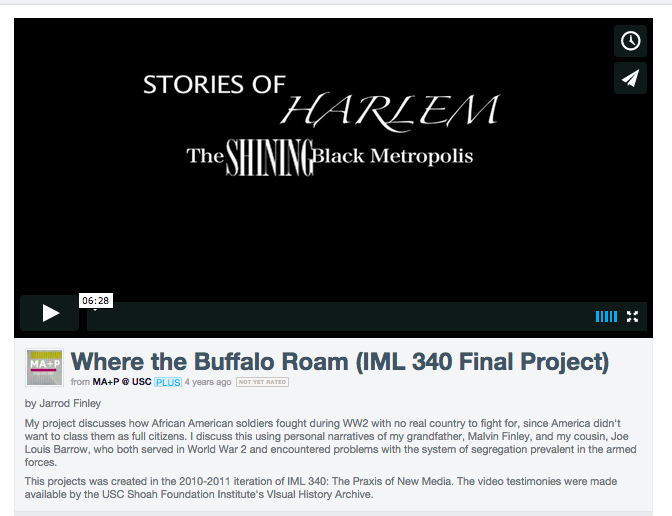 STORIES OF HARLEM
The SHINING Black Metropolis
06:28
MA+P
Where the Buffalo Roam (IML 340 Final Project)
from MA+P @ USC PLUS 4 years ago NOT YET RATED
by Jarrod Finley
My project discusses how African American soldiers fought during WW2 with no real country to fight for, since America didn't
want to class them as full citizens. I discuss this using personal narratives of my grandfather, Malvin Finley, and my cousin, Joe
Louis Barrow, who both served in World War 2 and encountered problems with the system of segregation prevalent in the armed
forces.
This projects was created in the 2010-2011 iteration of IML 340: The Praxis of New Media. The video testimonies were made
available by the USC Shoah Foundation Institute's VIsual History Archive.